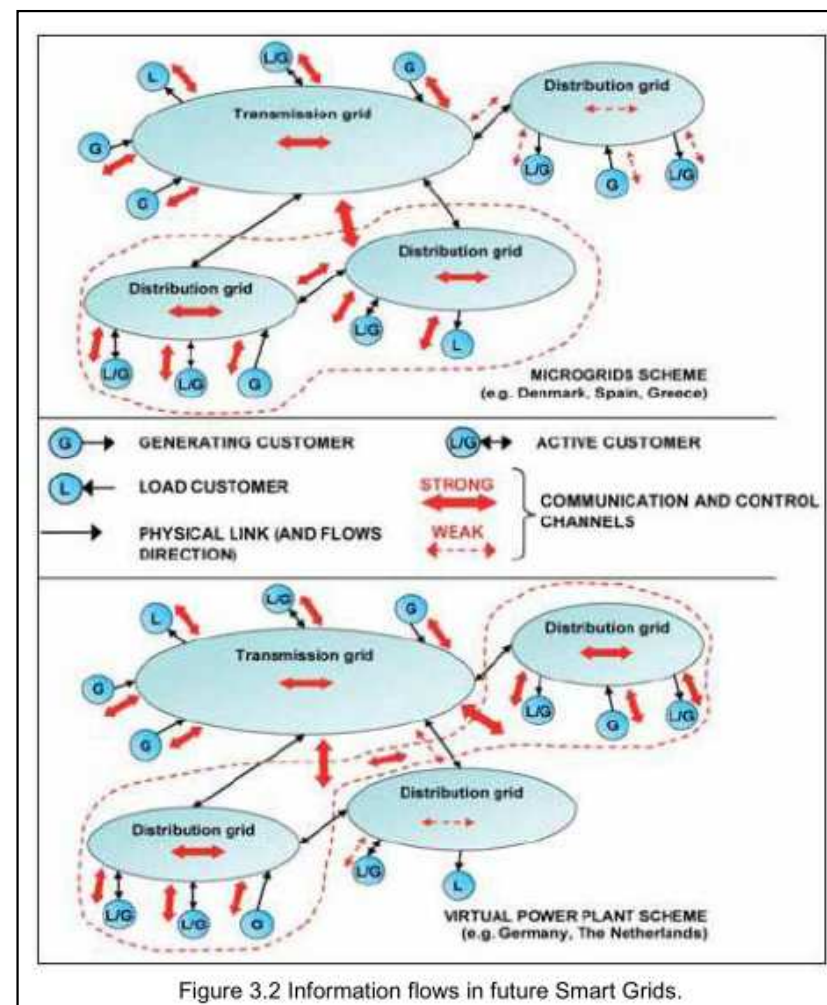 L
L/G
G
Distribution grid
Transmission grid
G
L/G
G
L/G
G
Distribution grid
Distribution grid
L/G
L
L/G
L/G
G
MICROGRIDS SCHEME
(e.g. Denmark, Spain, Greece)
G
GENERATING CUSTOMER
L/G
ACTIVE CUSTOMER
L
LOAD CUSTOMER
STRONG
COMMUNICATION AND CONTROL
CHANNELS
WEAK
PHYSICAL LINK (AND FLOWS
DIRECTION)
L
L/G
G
Distribution grid
Transmission grid
G
L/G
G
L/G
G
Distribution grid
Distribution grid
L/G
L
L/G
L/G
G
VIRTUAL POWER PLANT SCHEME
(e.g. Germany, The Netherlands)
Figure 3.2 Information flows in future Smart Grids.